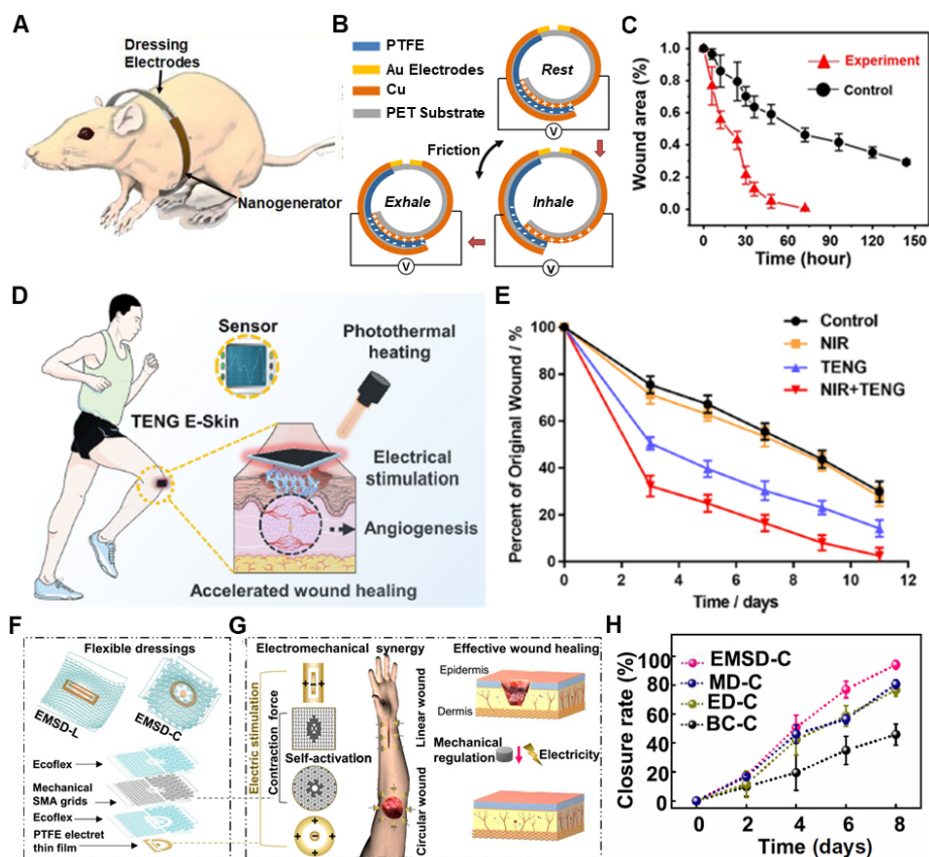 A
Dressing
Electrodes
Nanogenerator
B
PTFE
Au Electrodes
Cu
PET Substrate
Rest
Friction
Exhale
Inhale
V
V
V
C
Wound area (%)
1.0
0.8
0.6
0.4
0.2
0.0
Experiment
Control
0 30 60 90 120 150
Time (hour)
D
Sensor
Photothermal
heating
TENG E-Skin
Electrical
stimulation
Angiogenesis
Accelerated wound healing
E
Percent of Original Wound / %
100
80
60
40
20
0
Control
NIR
TENG
NIR+TENG
0 2 4 6 8 10 12
Time / days
F
Flexible dressings
EMSD-L
EMSD-C
Ecoflex
Mechanical
SMA grids
Ecoflex
PTFE electret
thin film
G
Electromechanical synergy
Effective wound healing
Electric stimulation
Contraction force
Self-activation
Linear wound
Circular wound
Epidermis
Dermis
Mechanical
regulation
Electricity
H
Closure rate (%)
100
80
60
40
20
0
EMSD-C
MD-C
ED-C
BC-C
0 2 4 6 8
Time (days)